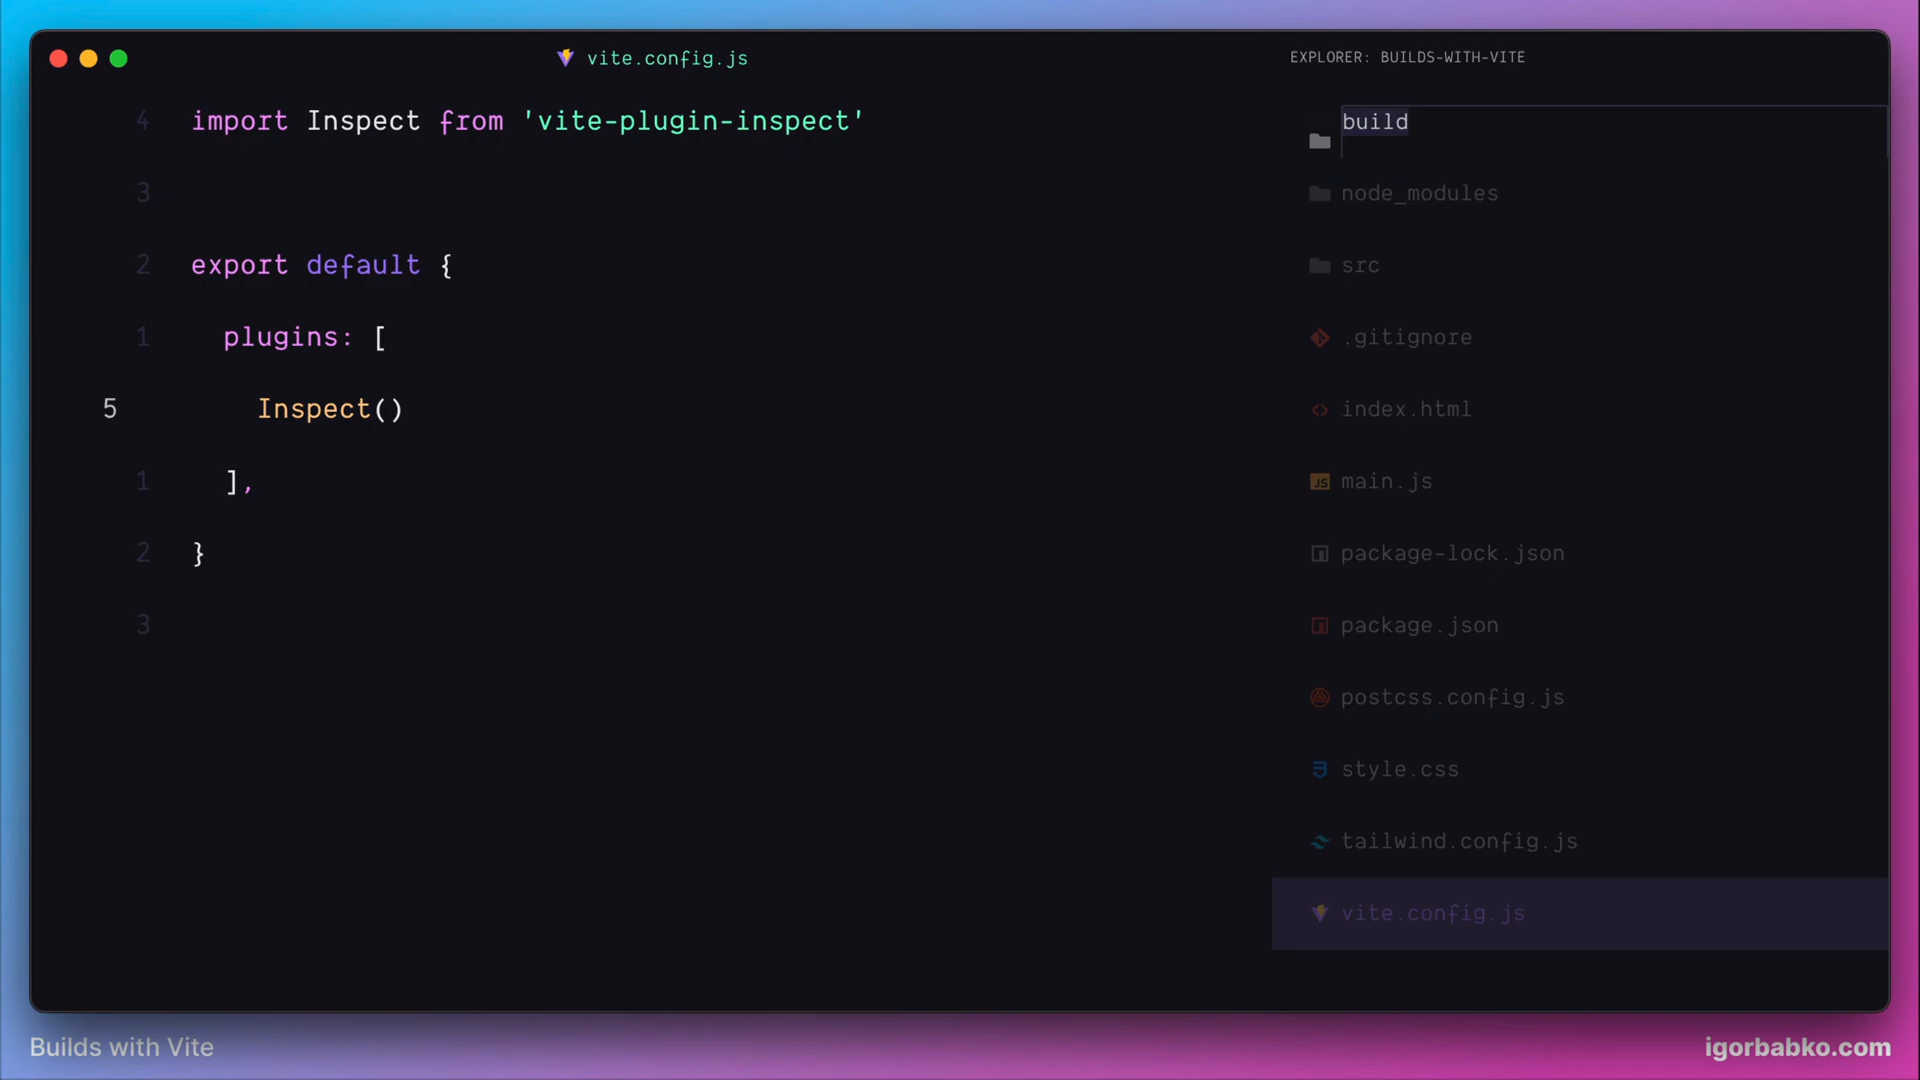 vite.config.js
4 import Inspect from 'vite-plugin-inspect'
3
2 export default {
1 plugins: [
5 Inspect()
1 ],
2 }
3
EXPLORER: BUILDS-WITH-VITE
build
node_modules
src
.gitignore
index.html
JS main.js
package-lock.json
package.json
postcss.config.js
style.css
tailwind.config.js
vite.config.js
Builds with Vite
igorbabko.com